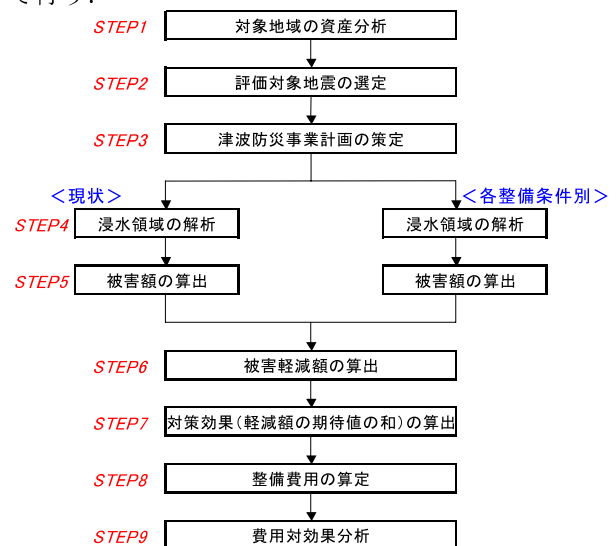 で行う.
STEP1 対象地域の資産分析
STEP2 評価対象地震の選定
STEP3 津波防災事業計画の策定
＜現状＞ ＜各整備条件別＞
STEP4 浸水領域の解析 浸水領域の解析
STEP5 被害額の算出 被害額の算出
STEP6 被害軽減額の算出
STEP7 対策効果（軽減額の期待値の和）の算出
STEP8 整備費用の算定
STEP9 費用対効果分析